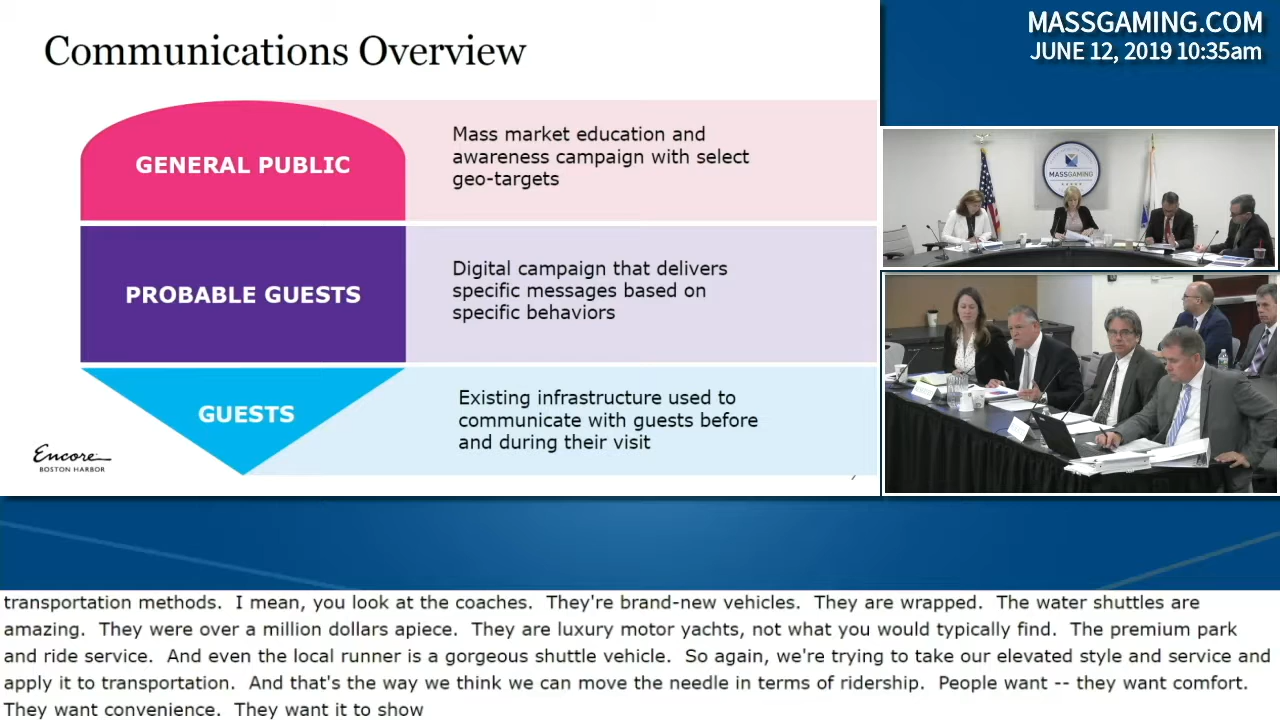 Communications Overview
GENERAL PUBLIC
Mass market education and
awareness campaign with select
geo-targets
PROBABLE GUESTS
Digital campaign that delivers
specific messages based on
specific behaviors
GUESTS
Existing infrastructure used to
communicate with guests before
and during their visit
Encore
BOSTON HARBOR
MASSGAMING.COM
JUNE 12, 2019 10:35am
MASSGAMING
transportation methods.  I mean, you look at the coaches.  They're brand-new vehicles.  They are wrapped.  The water shuttles are
amazing.  They were over a million dollars apiece.  They are luxury motor yachts, not what you would typically find.  The premium park
and ride service.  And even the local runner is a gorgeous shuttle vehicle.  So again, we're trying to take our elevated style and service and
apply it to transportation.  And that's the way we think we can move the needle in terms of ridership.  People want -- they want comfort.
They want convenience.  They want it to show